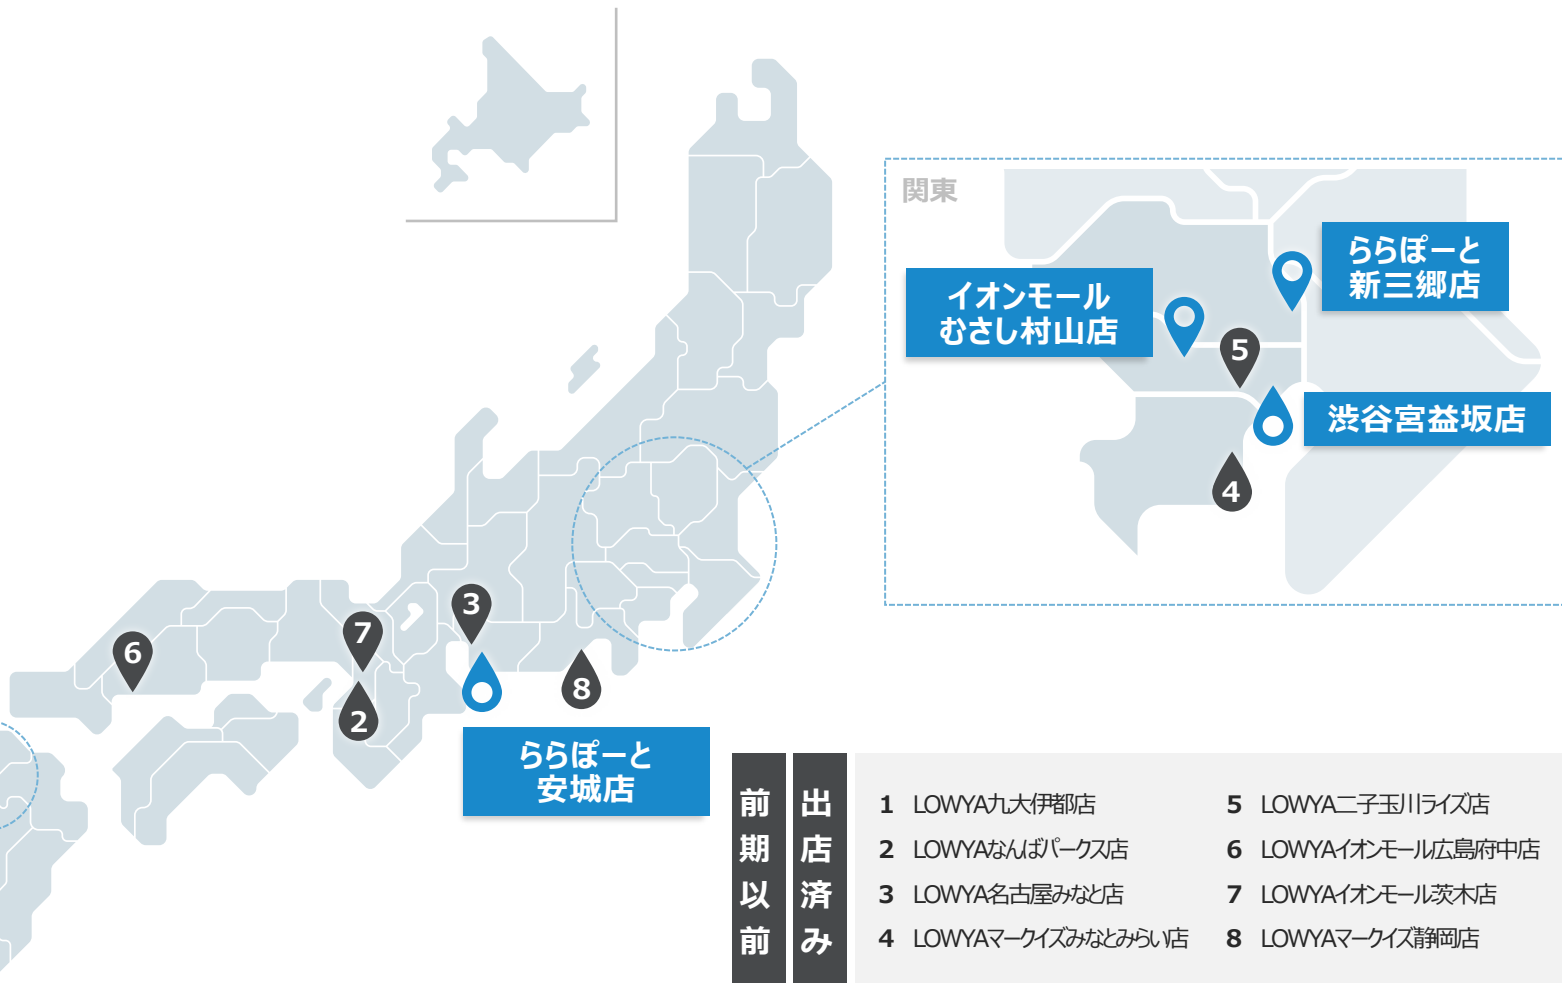 関東
ららぽーと
新三郷店
イオンモール
むさし村山店
5
渋谷宮益坂店
4
3
7
6
8
2
ららぽーと
安城店
前期以前
出店済み
1 LOWYA九大伊都店
2 LOWYAなんばパークス店
3 LOWYA名古屋みなと店
4 LOWYAマークイズみなとみらい店
5 LOWYA二子玉川ライズ店
6 LOWYAイオンモール広島府中店
7 LOWYAイオンモール茨木店
8 LOWYAマークイズ静岡店